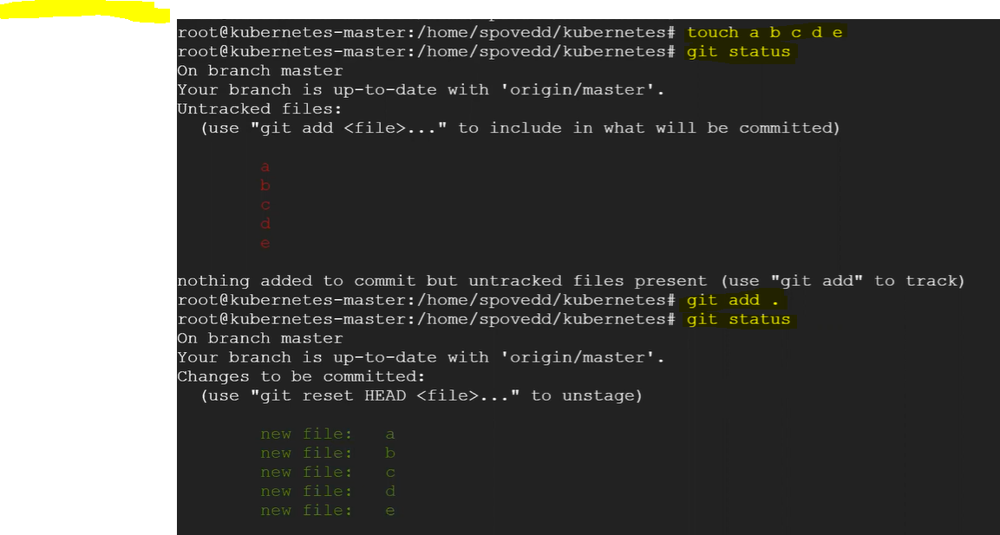 root@kubernetes-master:/home/spovedd/kubernetes# touch a b c d e
root@kubernetes-master:/home/spovedd/kubernetes# git status
On branch master
Your branch is up-to-date with 'origin/master'.
Untracked files:
  (use "git add <file>..." to include in what will be committed)
a
b
c
d
e
nothing added to commit but untracked files present (use "git add" to track)
root@kubernetes-master:/home/spovedd/kubernetes# git add .
root@kubernetes-master:/home/spovedd/kubernetes# git status
On branch master
Your branch is up-to-date with 'origin/master'.
Changes to be committed:
  (use "git reset HEAD <file>..." to unstage)
new file:   a
new file:   b
new file:   c
new file:   d
new file:   e